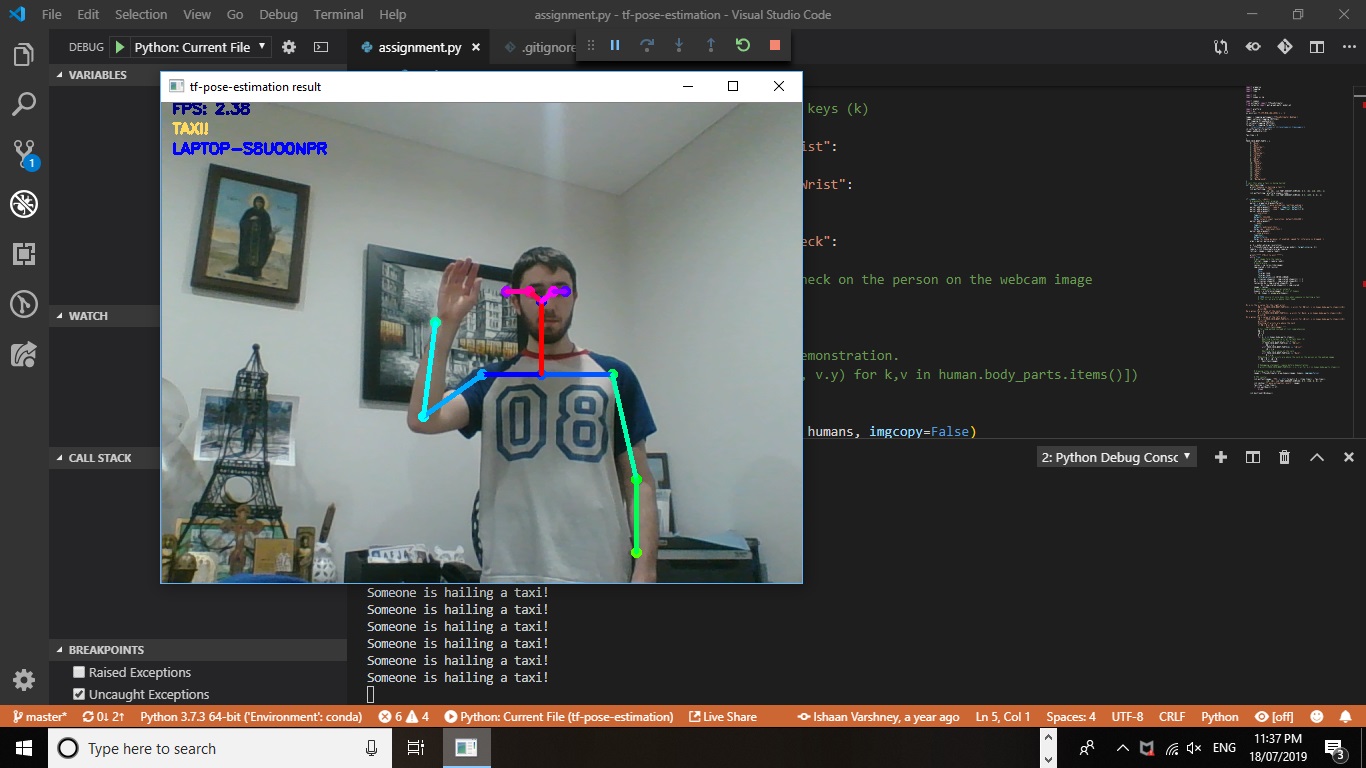 File Edit Selection View Go Debug Terminal Help
assignment.py - tf-pose-estimation - Visual Studio Code
DEBUG Python: Current File
assignment.py .gitignore
VARIABLES
tf-pose-estimation result
FPS: 2.38
TAXI!
LAPTOP-S8UO0NPR
08
keys (k)
ist":
Wrist":
eck":
heck on the person on the webcam image
emonstration.
, v.y) for k,v in human.body_parts.items()])
humans, imgcopy=False)
WATCH
CALL STACK
2: Python Debug Consc
Someone is hailing a taxi!
Someone is hailing a taxi!
Someone is hailing a taxi!
Someone is hailing a taxi!
Someone is hailing a taxi!
Someone is hailing a taxi!
BREAKPOINTS
Raised Exceptions
Uncaught Exceptions
1
master* 0↓ 2↑ Python 3.7.3 64-bit ('Environment': conda) 6 4 Python: Current File (tf-pose-estimation) Live Share Ishaan Varshney, a year ago Ln 5, Col 1 Spaces: 4 UTF-8 CRLF Python [off]
Type here to search
ENG
11:37 PM
18/07/2019
3